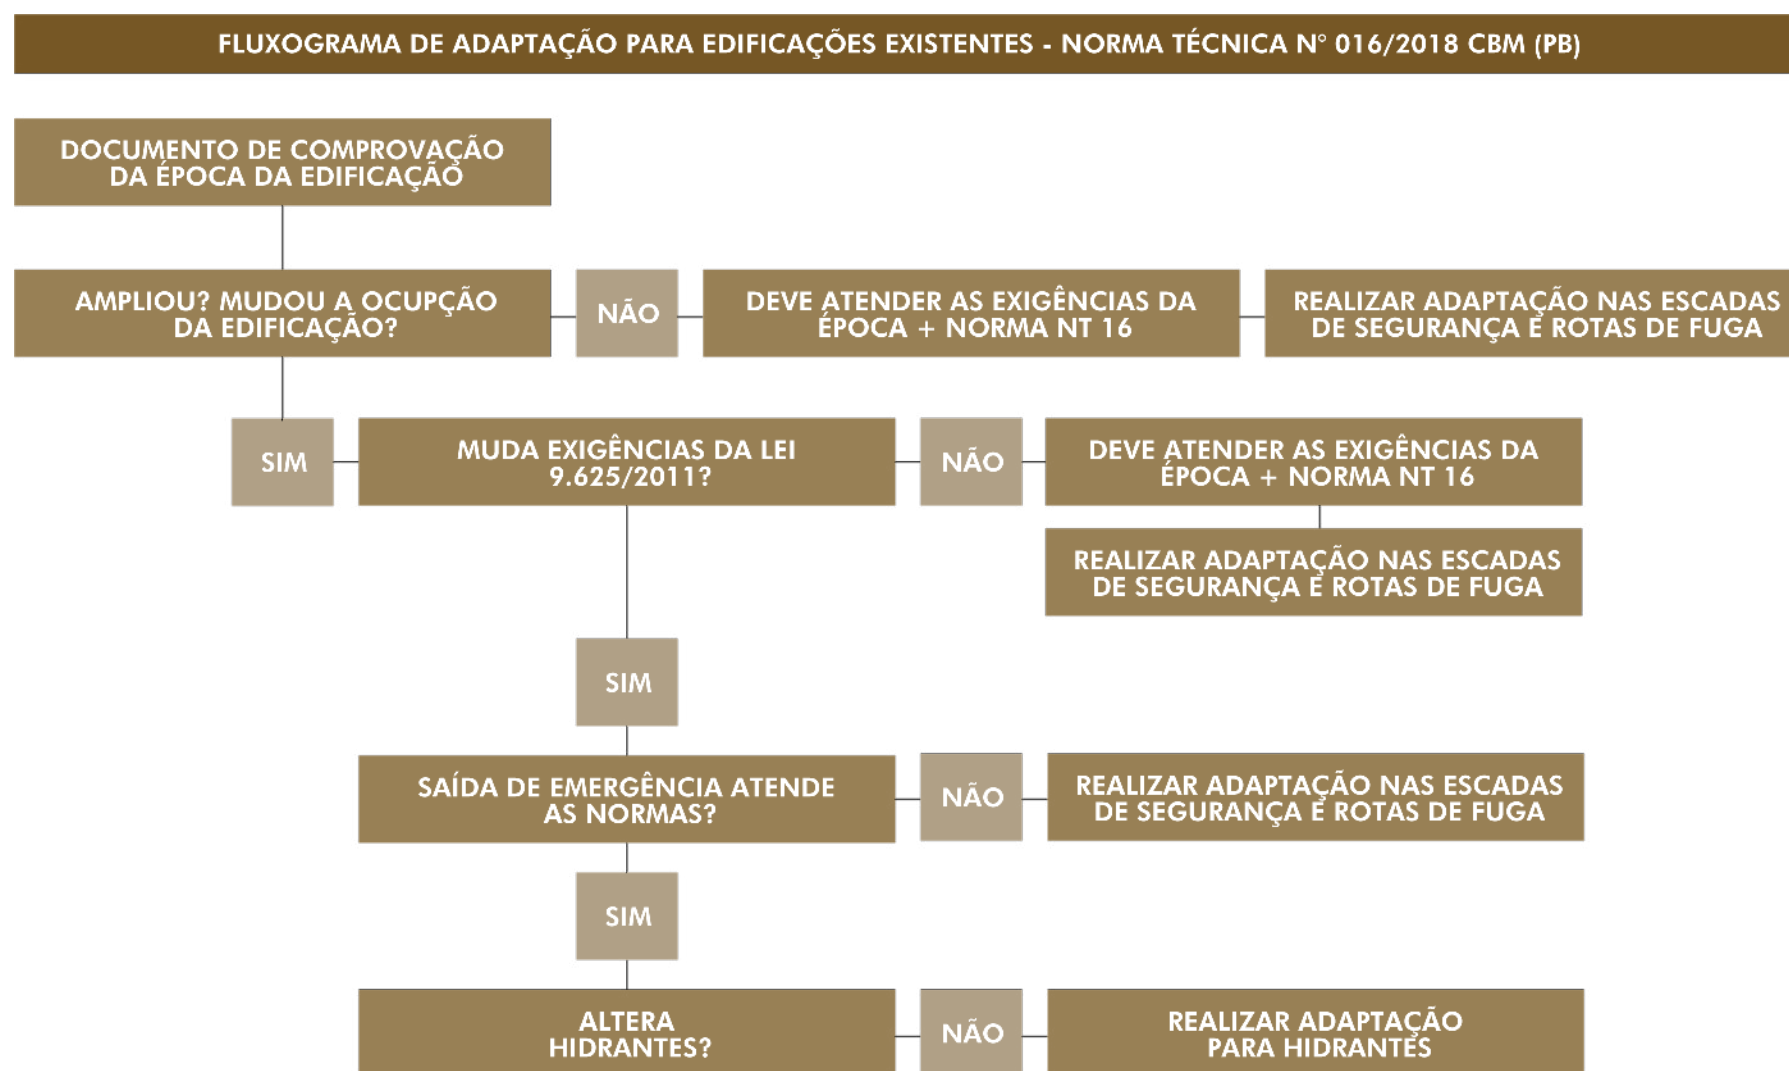 FLUXOGRAMA DE ADAPTAÇÃO PARA EDIFICAÇÕES EXISTENTES - NORMA TÉCNICA N° 016/2018 CBM (PB)
DOCUMENTO DE COMPROVAÇÃO
DA ÉPOCA DA EDIFICAÇÃO
AMPLIOU? MUDOU A OCUPÇÃO
DA EDIFICAÇÃO?
NÃO
DEVE ATENDER AS EXIGÊNCIAS DA
ÉPOCA + NORMA NT 16
REALIZAR ADAPTAÇÃO NAS ESCADAS
DE SEGURANÇA E ROTAS DE FUGA
SIM
MUDA EXIGÊNCIAS DA LEI
9.625/2011?
NÃO
DEVE ATENDER AS EXIGÊNCIAS DA
ÉPOCA + NORMA NT 16
REALIZAR ADAPTAÇÃO NAS ESCADAS
DE SEGURANÇA E ROTAS DE FUGA
SIM
SAÍDA DE EMERGÊNCIA ATENDE
AS NORMAS?
NÃO
REALIZAR ADAPTAÇÃO NAS ESCADAS
DE SEGURANÇA E ROTAS DE FUGA
SIM
ALTERA
HIDRANTES?
NÃO
REALIZAR ADAPTAÇÃO
PARA HIDRANTES